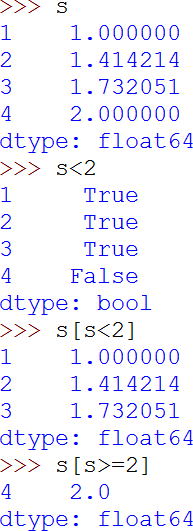 >>> s
1    1.000000
2    1.414214
3    1.732051
4    2.000000
dtype: float64
>>> s<2
1     True
2     True
3     True
4    False
dtype: bool
>>> s[s<2]
1    1.000000
2    1.414214
3    1.732051
dtype: float64
>>> s[s>=2]
4    2.0
dtype: float64